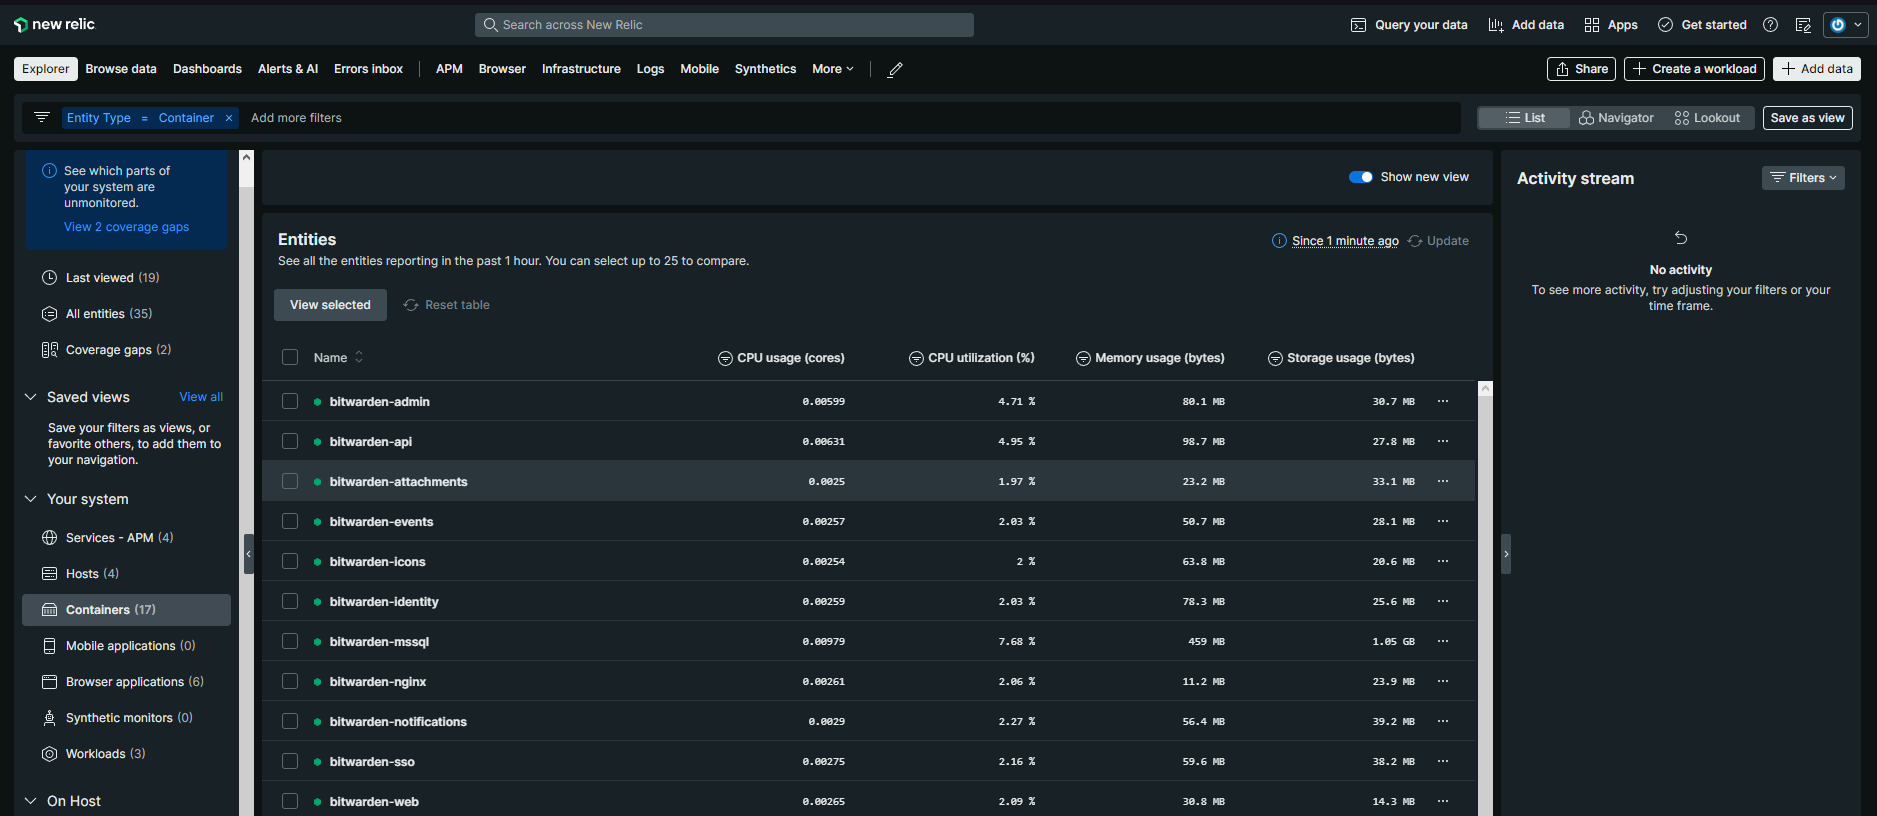 new relic
Search across New Relic
Query your data
Add data
Apps
Get started
Explorer
Browse data
Dashboards
Alerts & AI
Errors inbox
APM
Browser
Infrastructure
Logs
Mobile
Synthetics
More
Share
Create a workload
Add data
Entity Type = Container ×
Add more filters
List
Navigator
Lookout
Save as view
See which parts of
your system are
unmonitored.
View 2 coverage gaps
Last viewed (19)
All entities (35)
Coverage gaps (2)
Saved views
View all
Save your filters as views, or
favorite others, to add them to
your navigation.
Your system
Services - APM (4)
Hosts (4)
Containers (17)
Mobile applications (0)
Browser applications (6)
Synthetic monitors (0)
Workloads (3)
On Host
Show new view
Entities
Since 1 minute ago
Update
See all the entities reporting in the past 1 hour. You can select up to 25 to compare.
View selected
Reset table
Name CPU usage (cores) CPU utilization (%) Memory usage (bytes) Storage usage (bytes)
bitwarden-admin 0.00599 4.71 % 80.1 MB 30.7 MB ...
bitwarden-api 0.00631 4.95 % 98.7 MB 27.8 MB ...
bitwarden-attachments 0.0025 1.97 % 23.2 MB 33.1 MB ...
bitwarden-events 0.00257 2.03 % 50.7 MB 28.1 MB ...
bitwarden-icons 0.00254 2 % 63.8 MB 20.6 MB ...
bitwarden-identity 0.00259 2.03 % 78.3 MB 25.6 MB ...
bitwarden-mssql 0.00979 7.68 % 459 MB 1.05 GB ...
bitwarden-nginx 0.00261 2.06 % 11.2 MB 23.9 MB ...
bitwarden-notifications 0.0029 2.27 % 56.4 MB 39.2 MB ...
bitwarden-sso 0.00275 2.16 % 59.6 MB 38.2 MB ...
bitwarden-web 0.00265 2.09 % 30.8 MB 14.3 MB ...
Activity stream
Filters
No activity
To see more activity, try adjusting your filters or your
time frame.